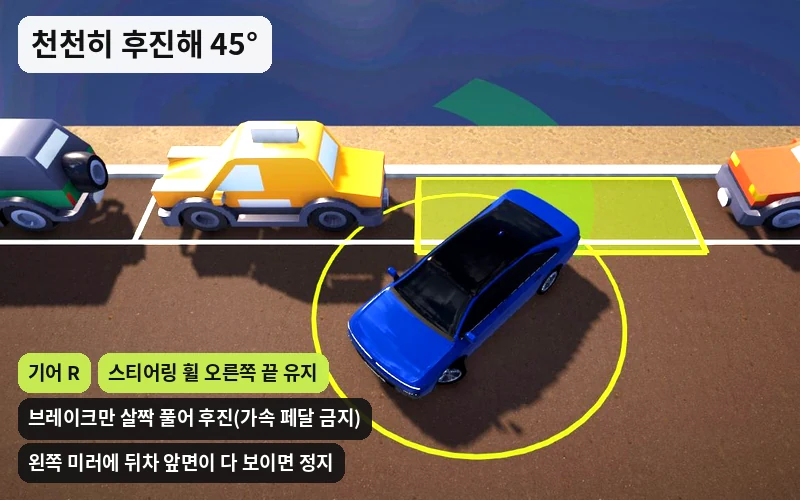 천천히 후진해 45°
기어 R
스티어링 휠 오른쪽 끝 유지
브레이크만 살짝 풀어 후진(가속 페달 금지)
왼쪽 미러에 뒤차 앞면이 다 보이면 정지